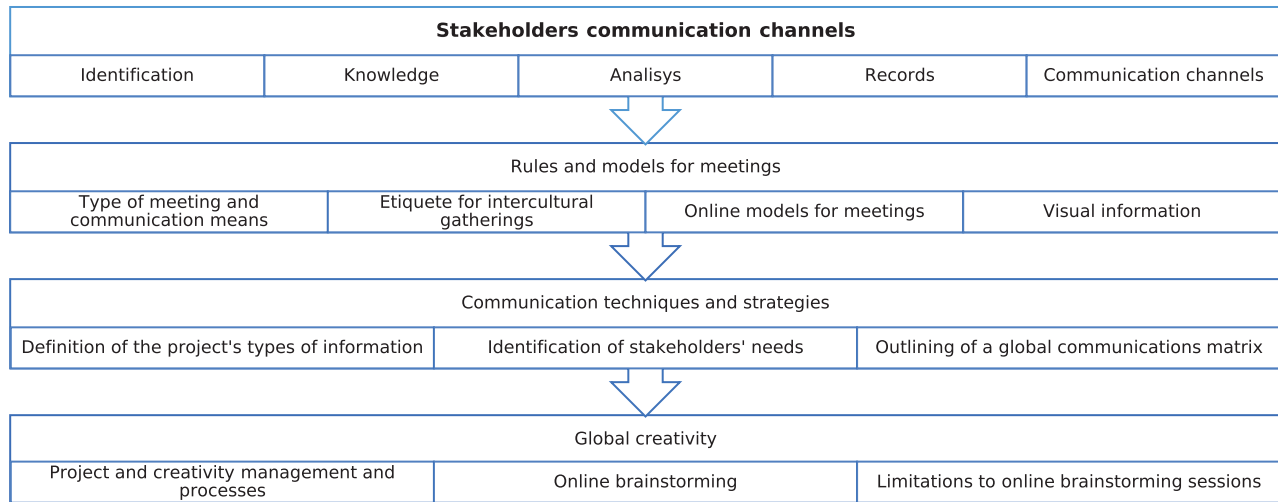 Stakeholders communication channels
Identification
Knowledge
Analisys
Records
Communication channels
Rules and models for meetings
Type of meeting and
communication means
Etiquete for intercultural
gatherings
Online models for meetings
Visual information
Communication techniques and strategies
Definition of the project's types of information
Identification of stakeholders' needs
Outlining of a global communications matrix
Global creativity
Project and creativity management and
processes
Online brainstorming
Limitations to online brainstorming sessions